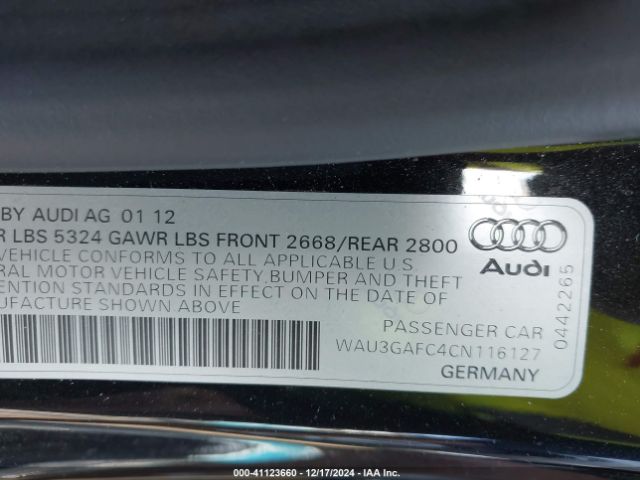 BY AUDI AG 01 12
R LBS 5324 GAWR LBS FRONT 2668/REAR 2800
VEHICLE CONFORMS TO ALL APPLICABLE U S
RAL MOTOR VEHICLE SAFETY, BUMPER AND THEFT
ENTION STANDARDS IN EFFECT ON THE DATE OF
UFACTURE SHOWN ABOVE
Audi
0442265
PASSENGER CAR
WAU3GAFC4CN116127
GERMANY
000-41123660 - 12/17/2024 - IAA Inc.